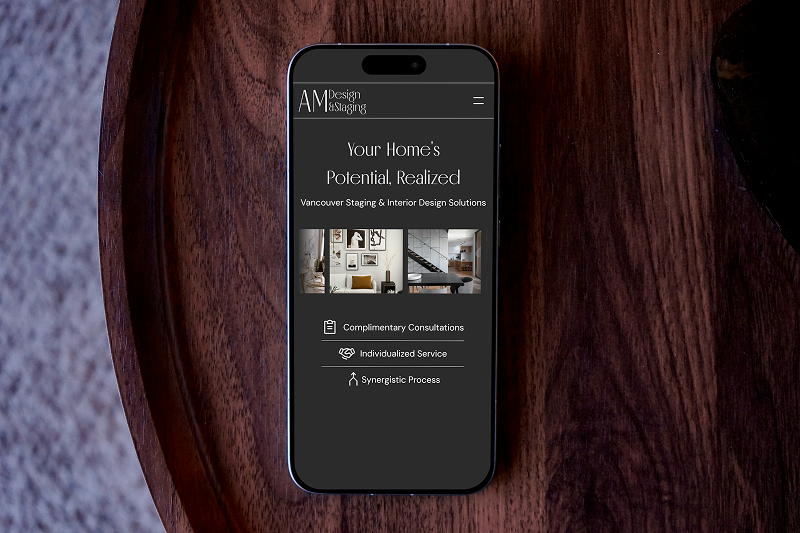 AM Design
&Staging
Your Home's
Potential, Realized
Vancouver Staging & Interior Design Solutions
Complimentary Consultations
Individualized Service
Synergistic Process